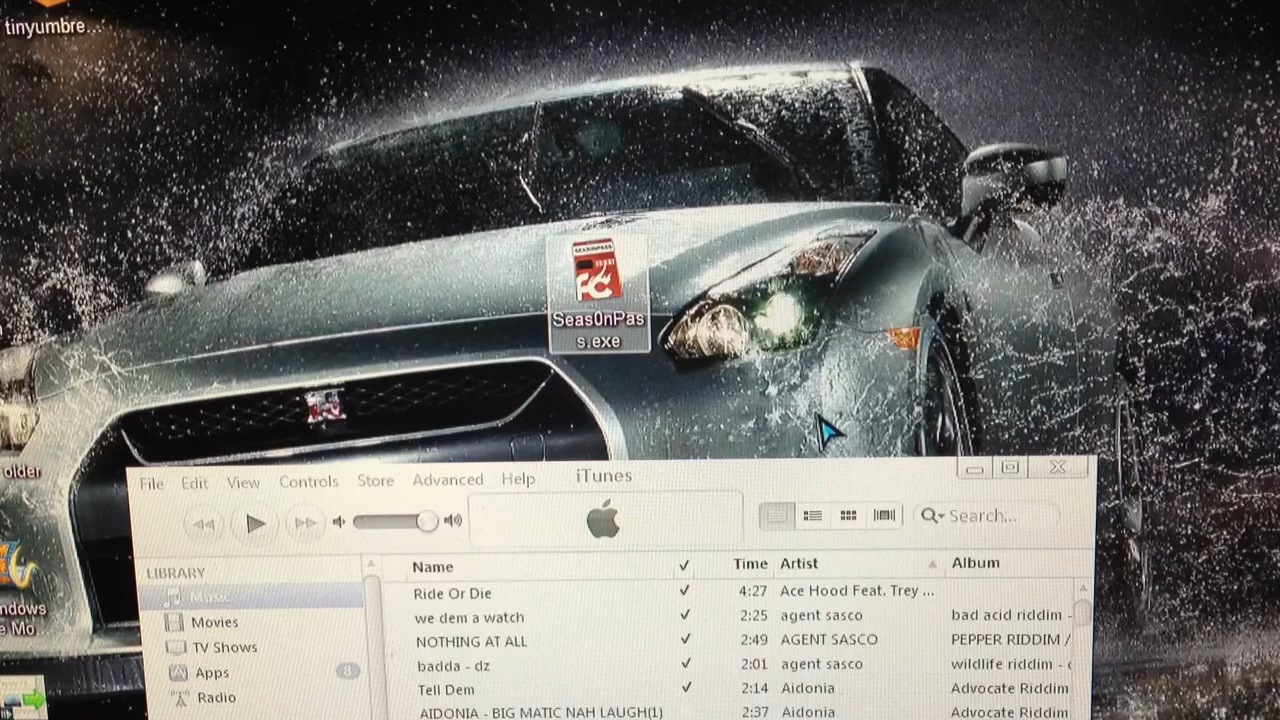 tinyumbre...
SEASONPASS
FC
Seas0nPas
s.exe
older
ndows
e Mo...
iTunes
File Edit View Controls Store Advanced Help
Search...
LIBRARY
Music
Movies
TV Shows
Apps 8
Radio
Name Time Artist Album
Ride Or Die 4:27 Ace Hood Feat. Trey ...
we dem a watch 2:25 agent sasco bad acid riddim -
NOTHING AT ALL 2:49 AGENT SASCO PEPPER RIDDIM /
badda - dz 2:01 agent sasco wildlife riddim - (
Tell Dem 2:14 Aidonia Advocate Riddim
AIDONIA - BIG MATIC NAH LAUGH(1) 2:37 Aidonia Advocate Riddim